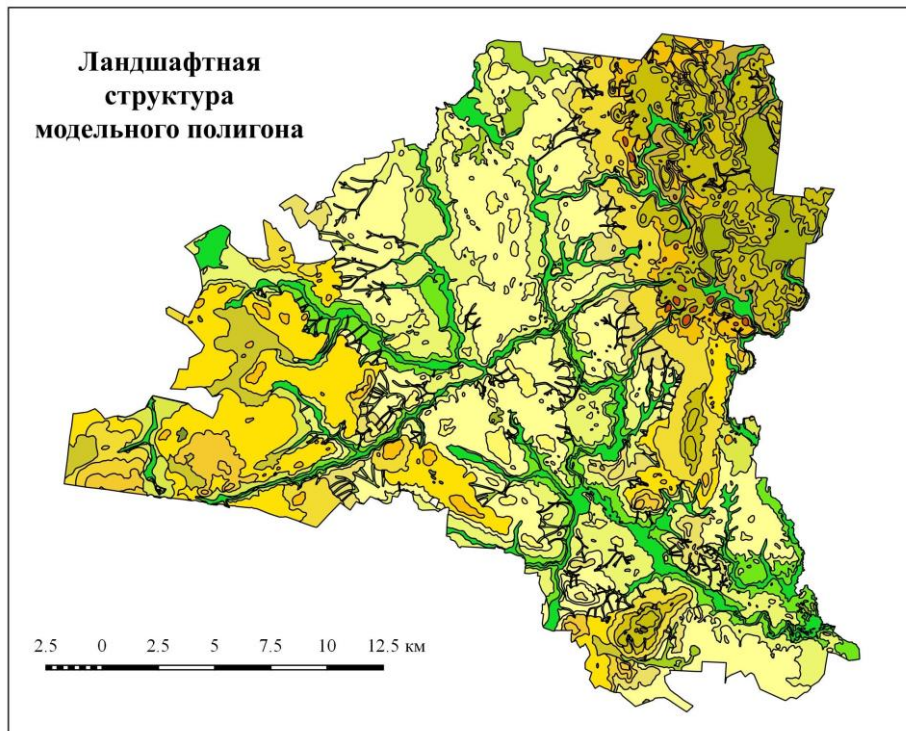 Ландшафтная
структура
модельного полигона
2.5 0 2.5 5 7.5 10 12.5 км